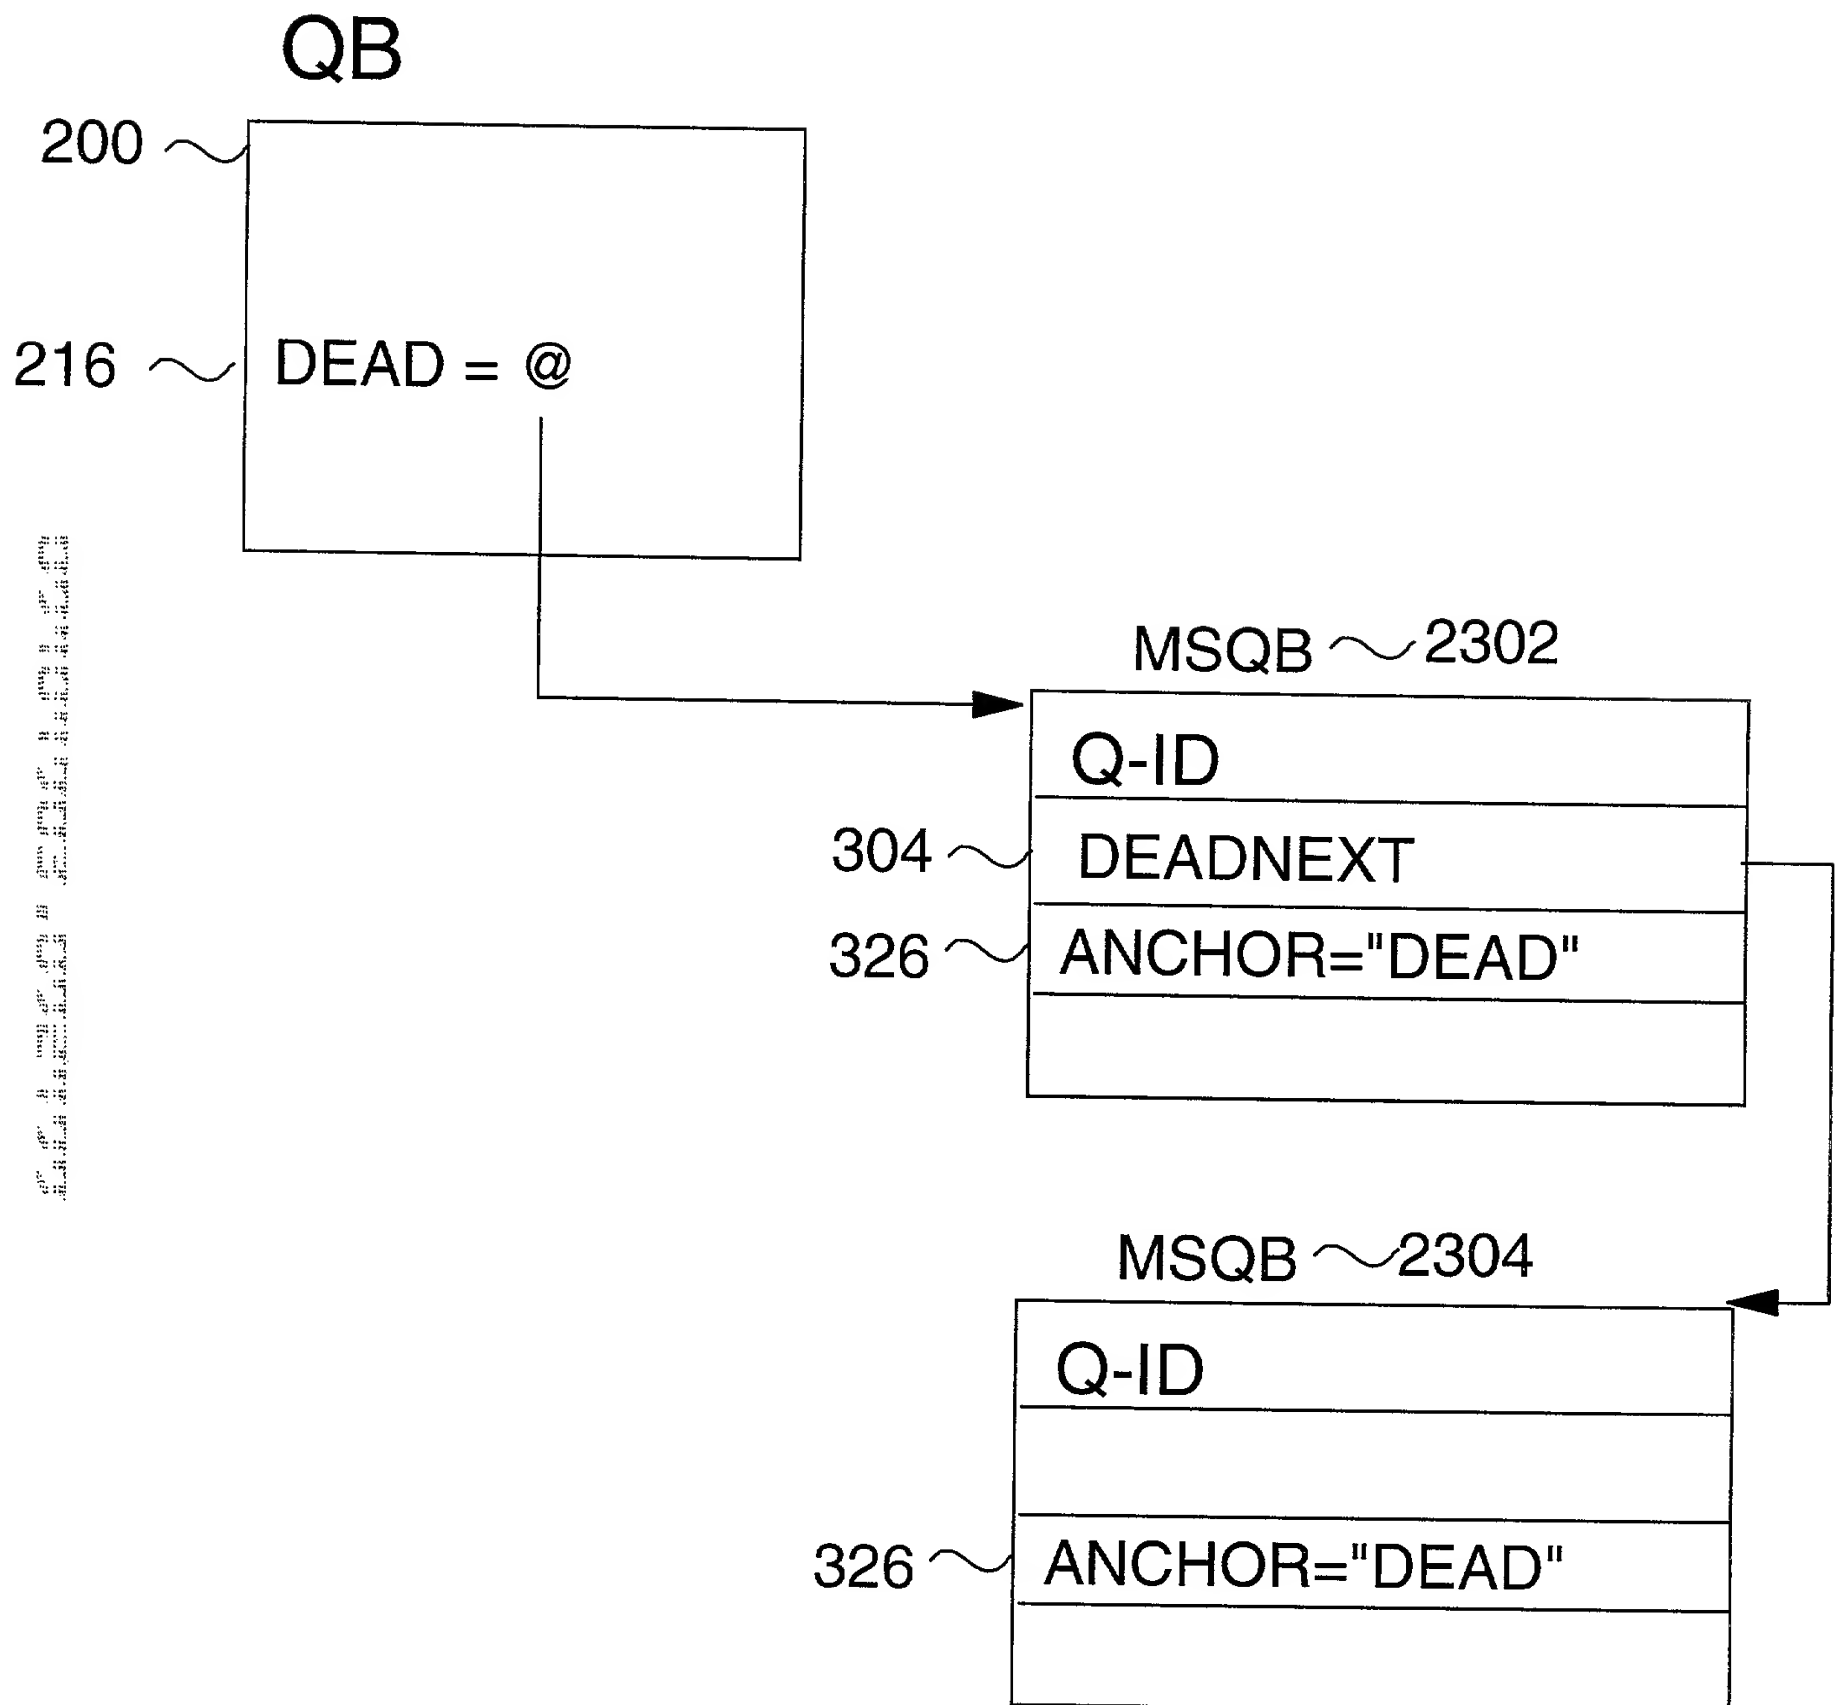 QB
200
216 DEAD = @
MSQB 2302
Q-ID
304 DEADNEXT
326 ANCHOR="DEAD"
MSQB 2304
Q-ID
326 ANCHOR="DEAD"